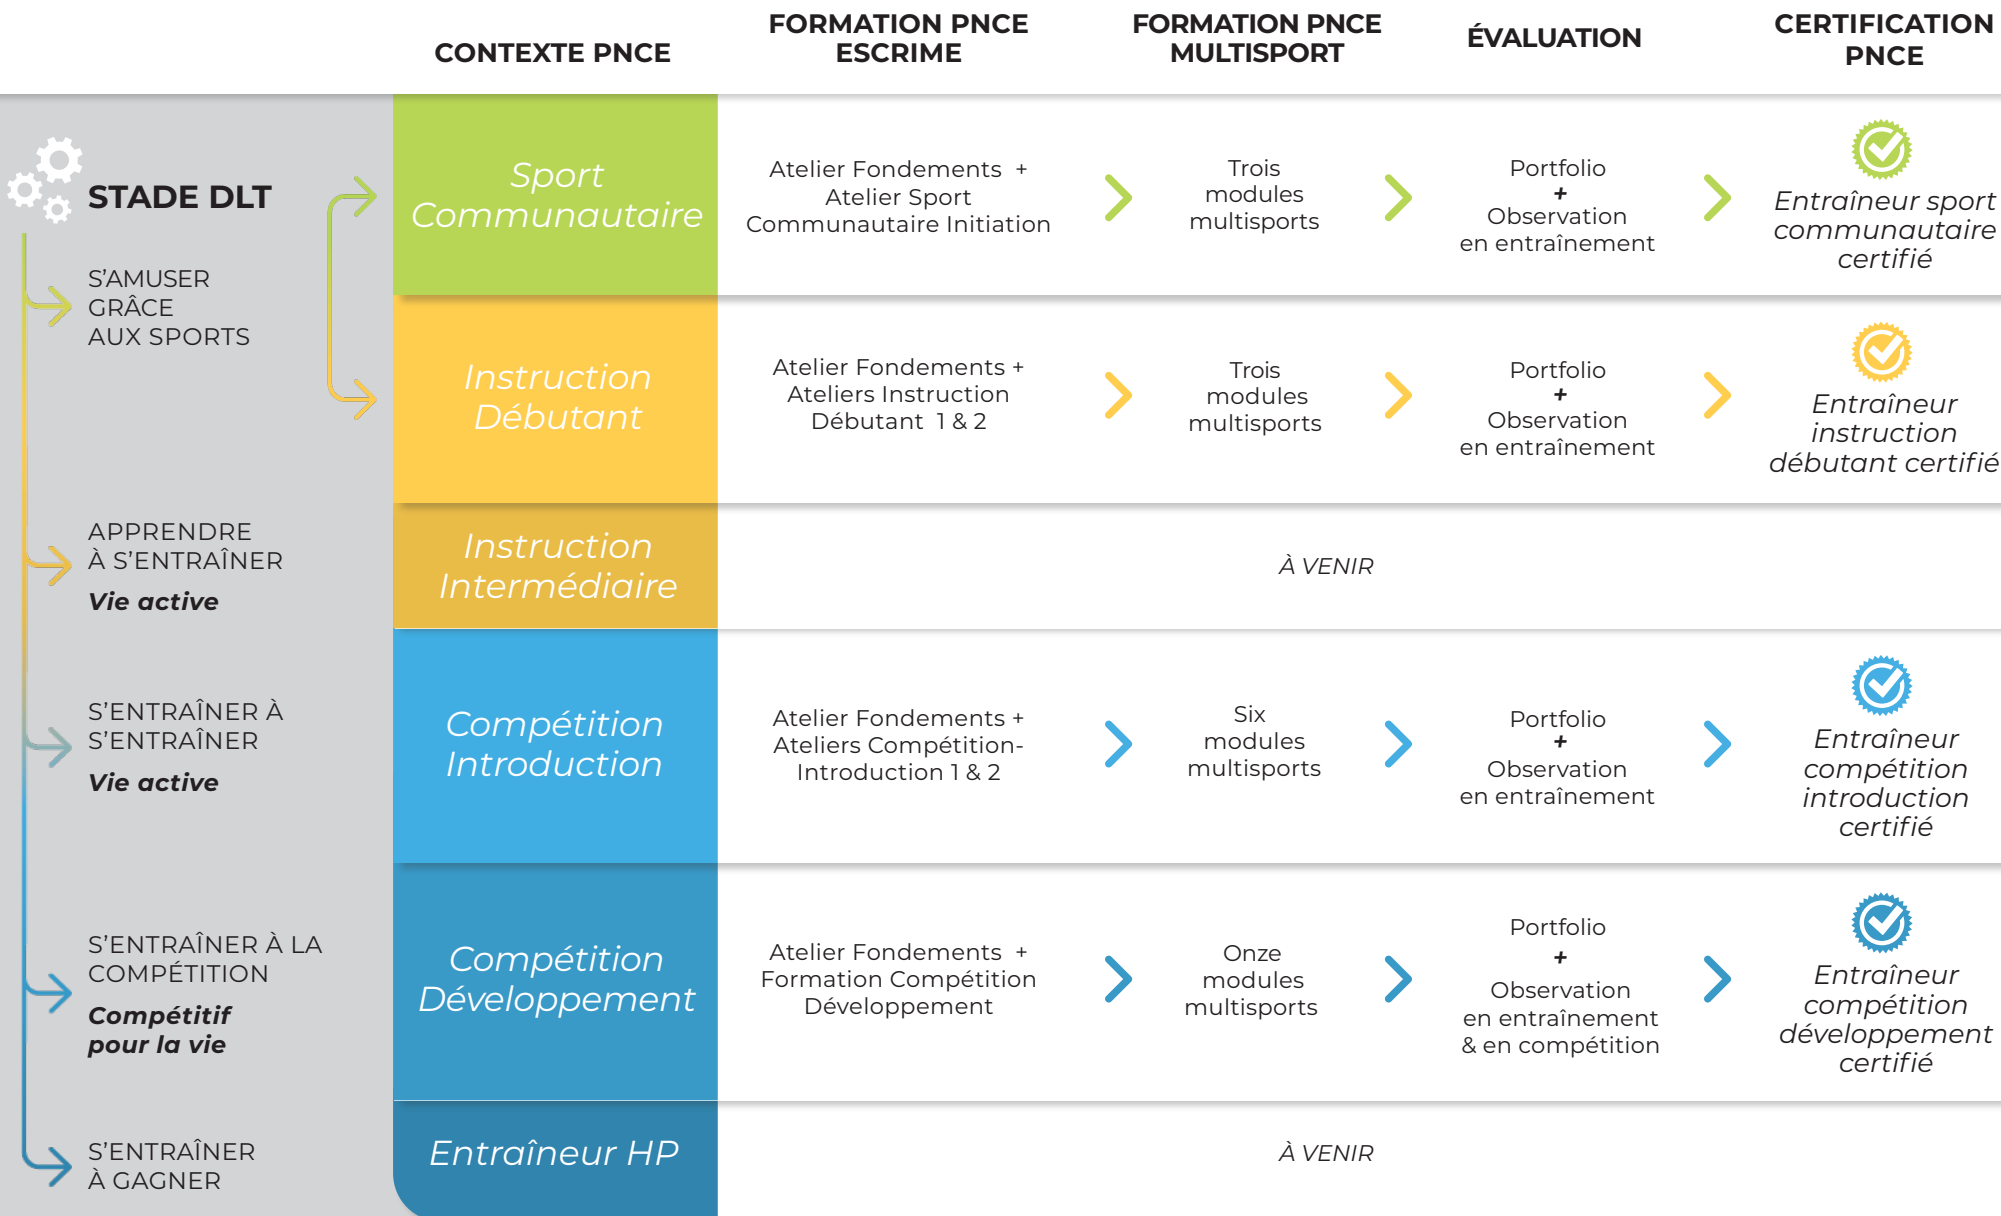 CONTEXTE PNCE
FORMATION PNCE
ESCRIME
FORMATION PNCE
MULTISPORT
ÉVALUATION
CERTIFICATION
PNCE
STADE DLT
S'AMUSER
GRÂCE
AUX SPORTS
APPRENDRE
À S'ENTRAÎNER
Vie active
S'ENTRAÎNER À
S'ENTRAÎNER
Vie active
S'ENTRAÎNER À LA
COMPÉTITION
Compétitif
pour la vie
S'ENTRAÎNER
À GAGNER
Sport
Communautaire
Atelier Fondements +
Atelier Sport
Communautaire Initiation
Trois
modules
multisports
Portfolio
+
Observation
en entraînement
Entraîneur sport
communautaire
certifié
Instruction
Débutant
Atelier Fondements +
Ateliers Instruction
Débutant 1 & 2
Trois
modules
multisports
Portfolio
+
Observation
en entraînement
Entraîneur
instruction
débutant certifié
Instruction
Intermédiaire
À VENIR
Compétition
Introduction
Atelier Fondements +
Ateliers Compétition-
Introduction 1 & 2
Six
modules
multisports
Portfolio
+
Observation
en entraînement
Entraîneur
compétition
introduction
certifié
Compétition
Développement
Atelier Fondements +
Formation Compétition
Développement
Onze
modules
multisports
Portfolio
+
Observation
en entraînement
& en compétition
Entraîneur
compétition
développement
certifié
Entraîneur HP
À VENIR